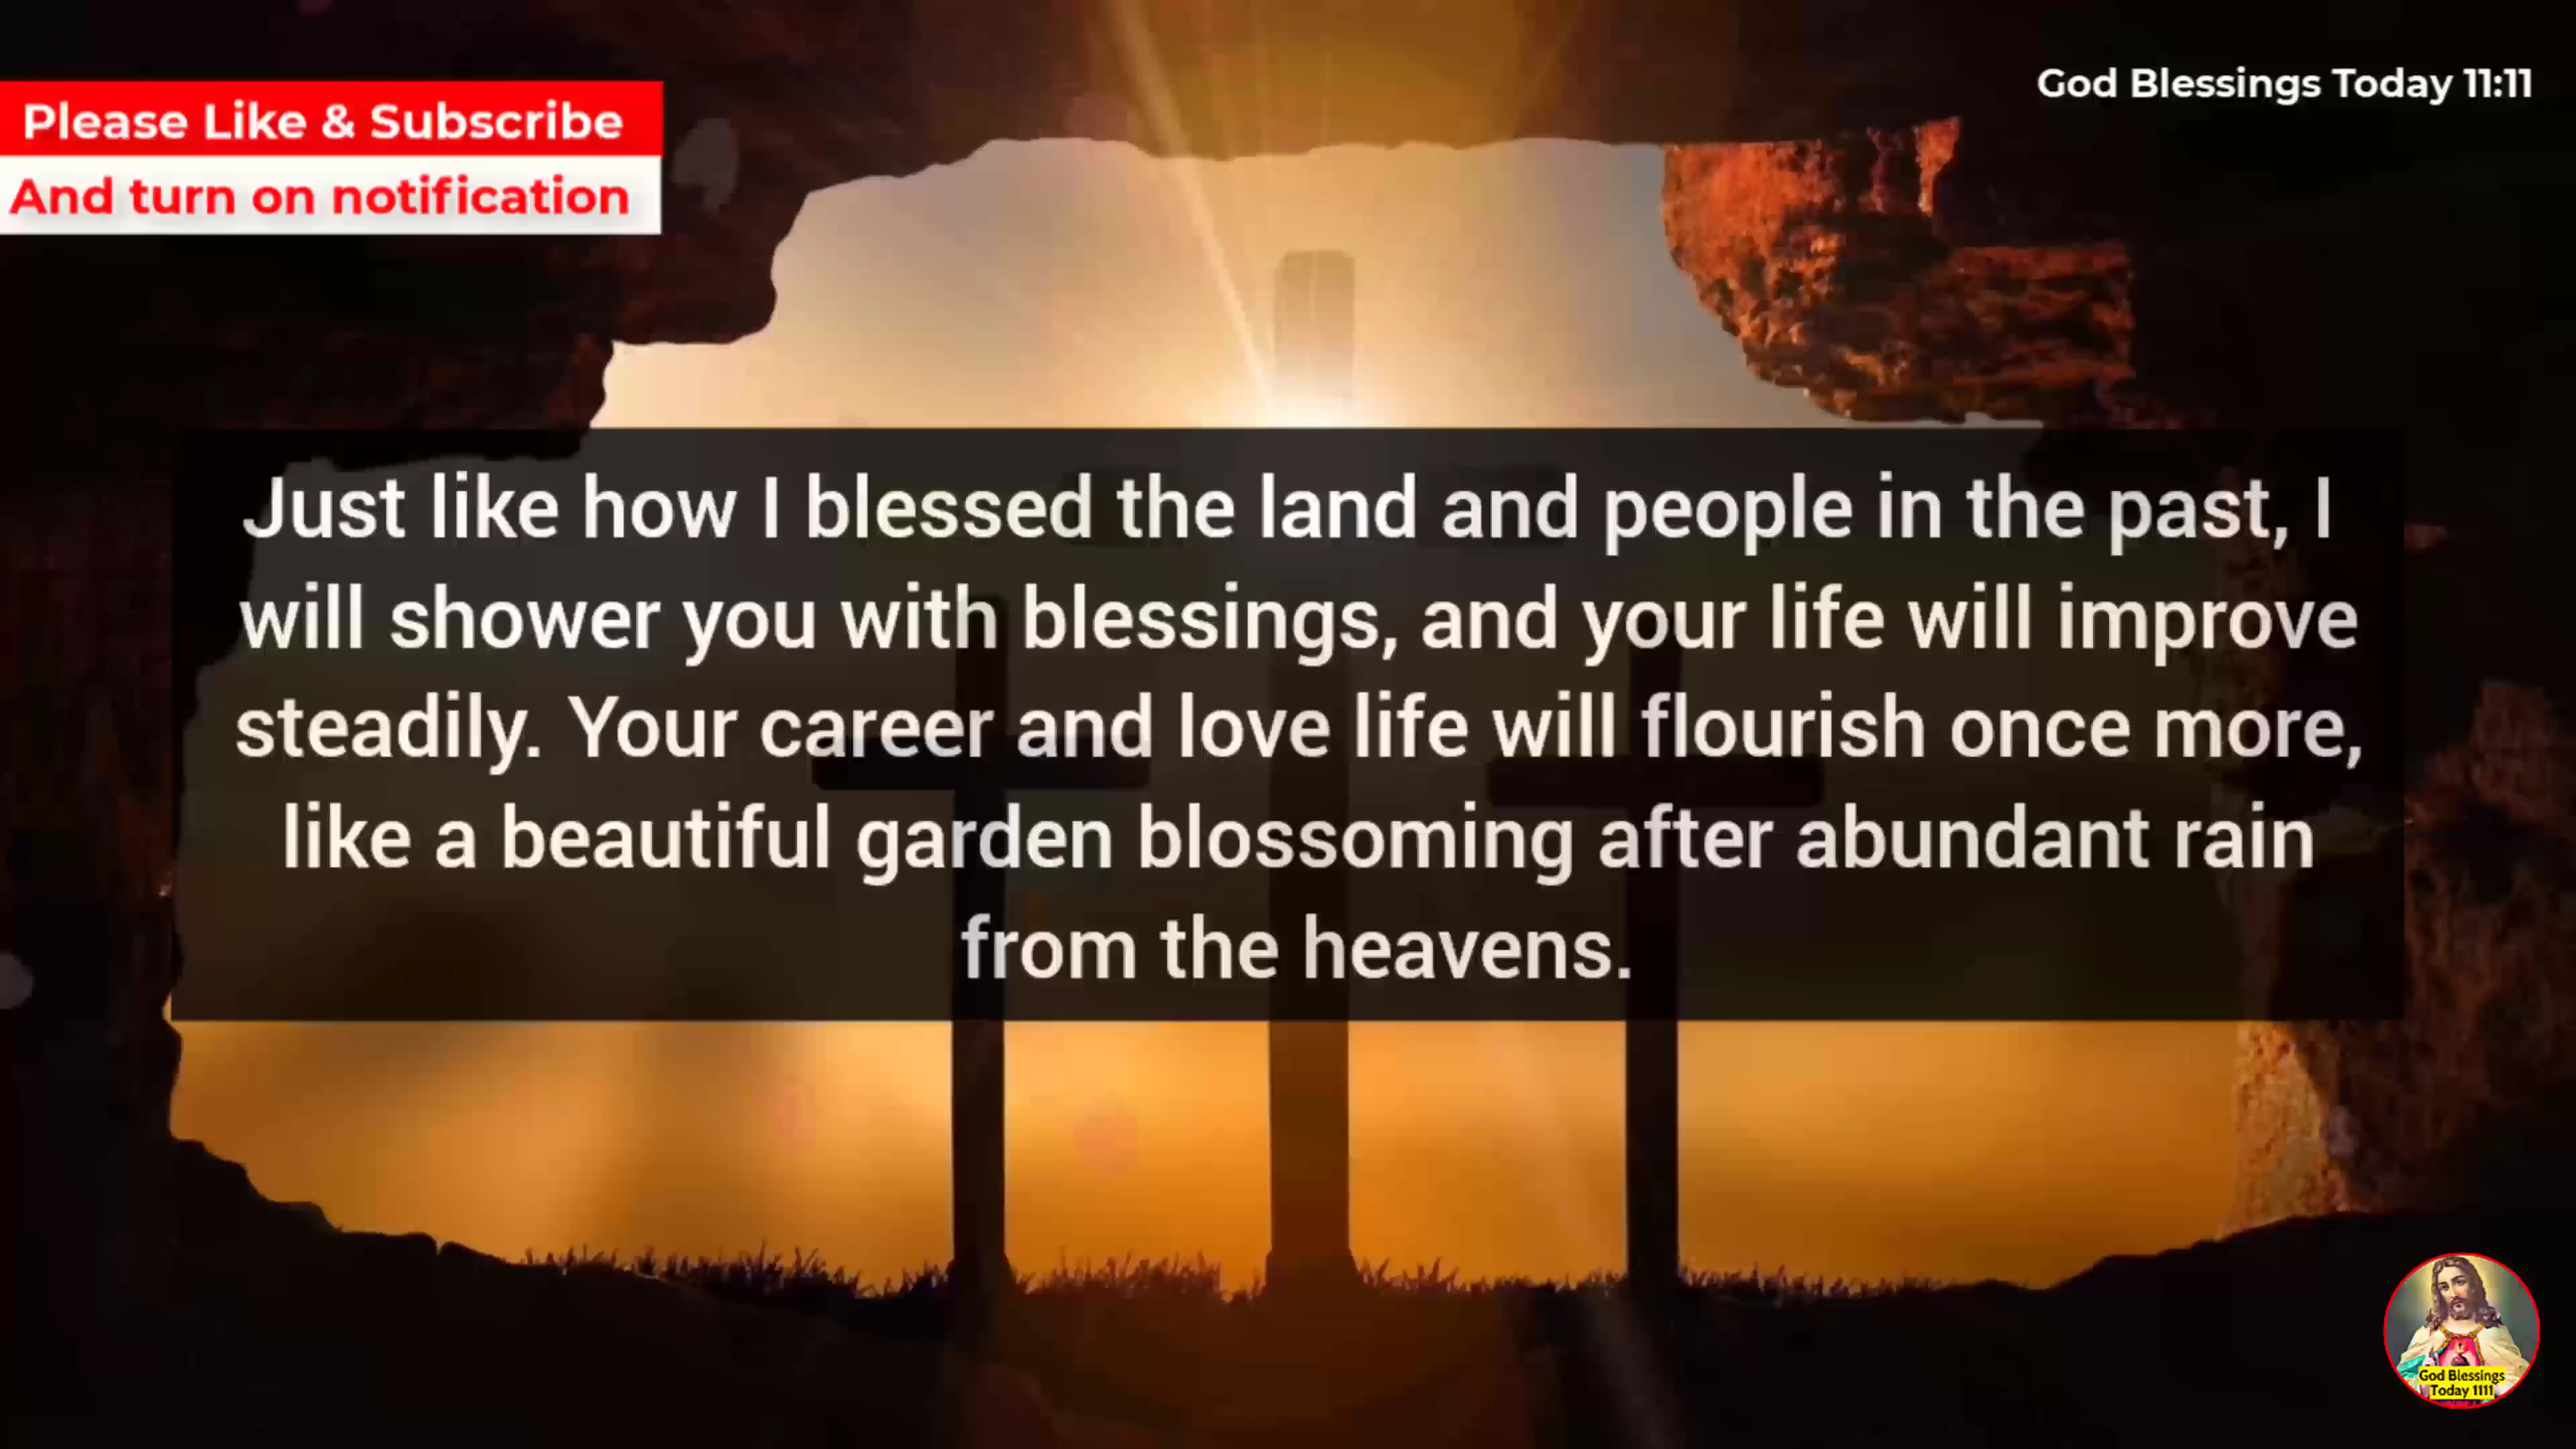 Please Like & Subscribe
And turn on notification
God Blessings Today 11:11
Just like how I blessed the land and people in the past, I
will shower you with blessings, and your life will improve
steadily. Your career and love life will flourish once more,
like a beautiful garden blossoming after abundant rain
from the heavens.
God Blessings
Today 1111